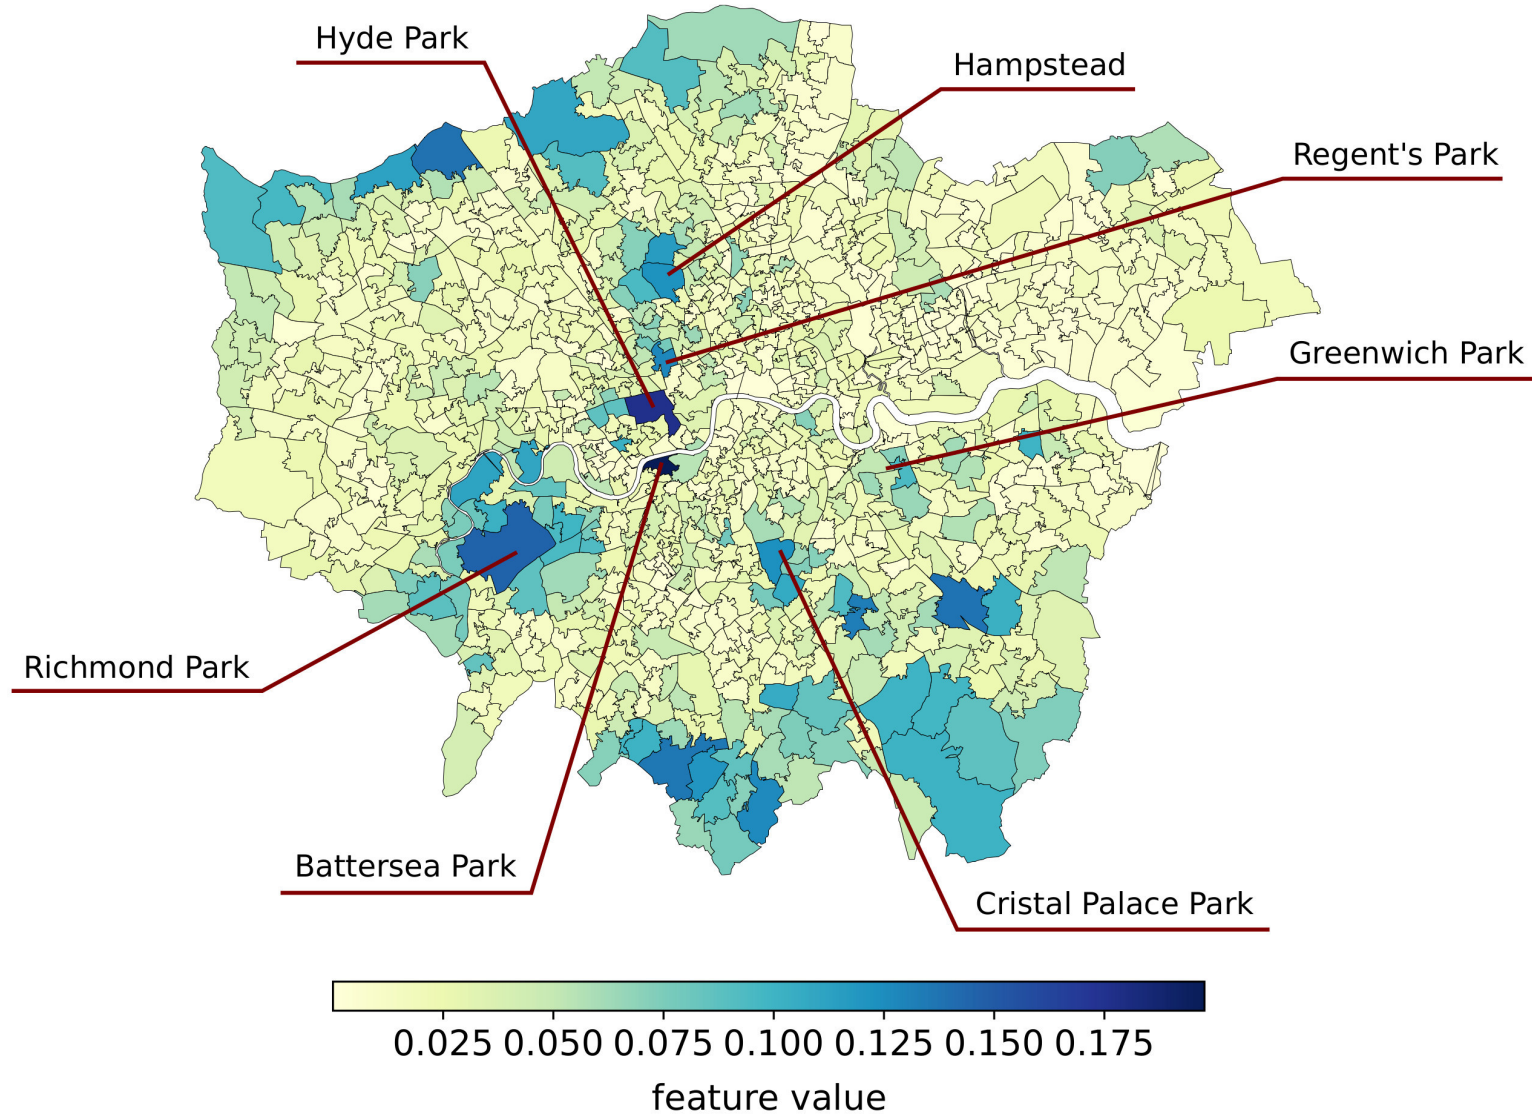 Hyde Park
Hampstead
Regent's Park
Greenwich Park
Richmond Park
Battersea Park
Cristal Palace Park
0.025 0.050 0.075 0.100 0.125 0.150 0.175
feature value